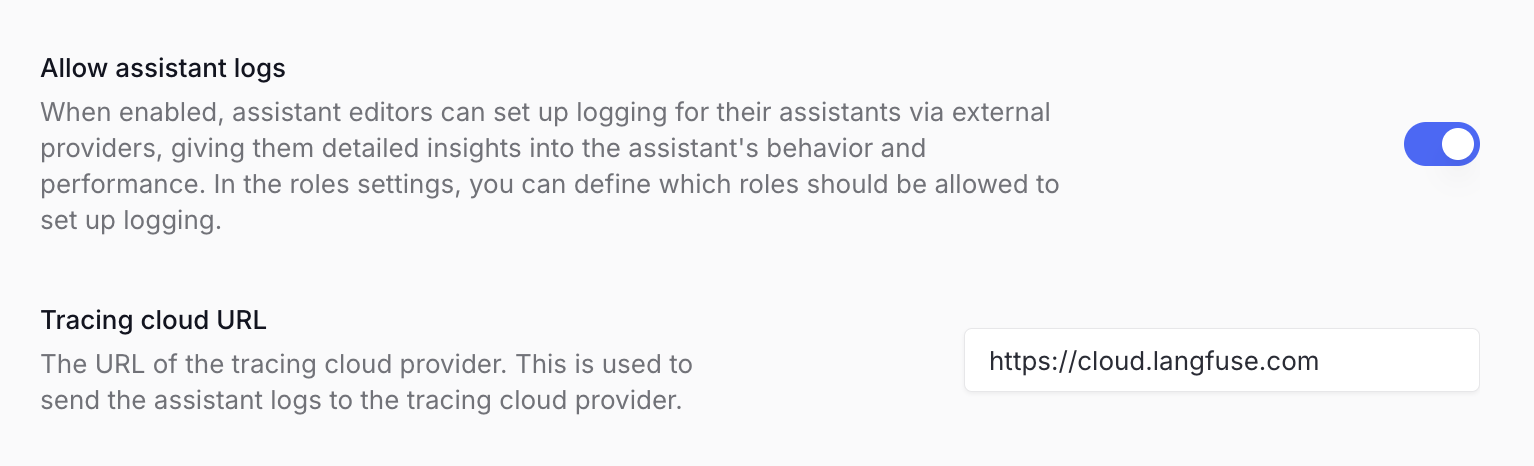 Allow assistant logs
When enabled, assistant editors can set up logging for their assistants via external
providers, giving them detailed insights into the assistant's behavior and
performance. In the roles settings, you can define which roles should be allowed to
set up logging.
Tracing cloud URL
The URL of the tracing cloud provider. This is used to
send the assistant logs to the tracing cloud provider.
https://cloud.langfuse.com